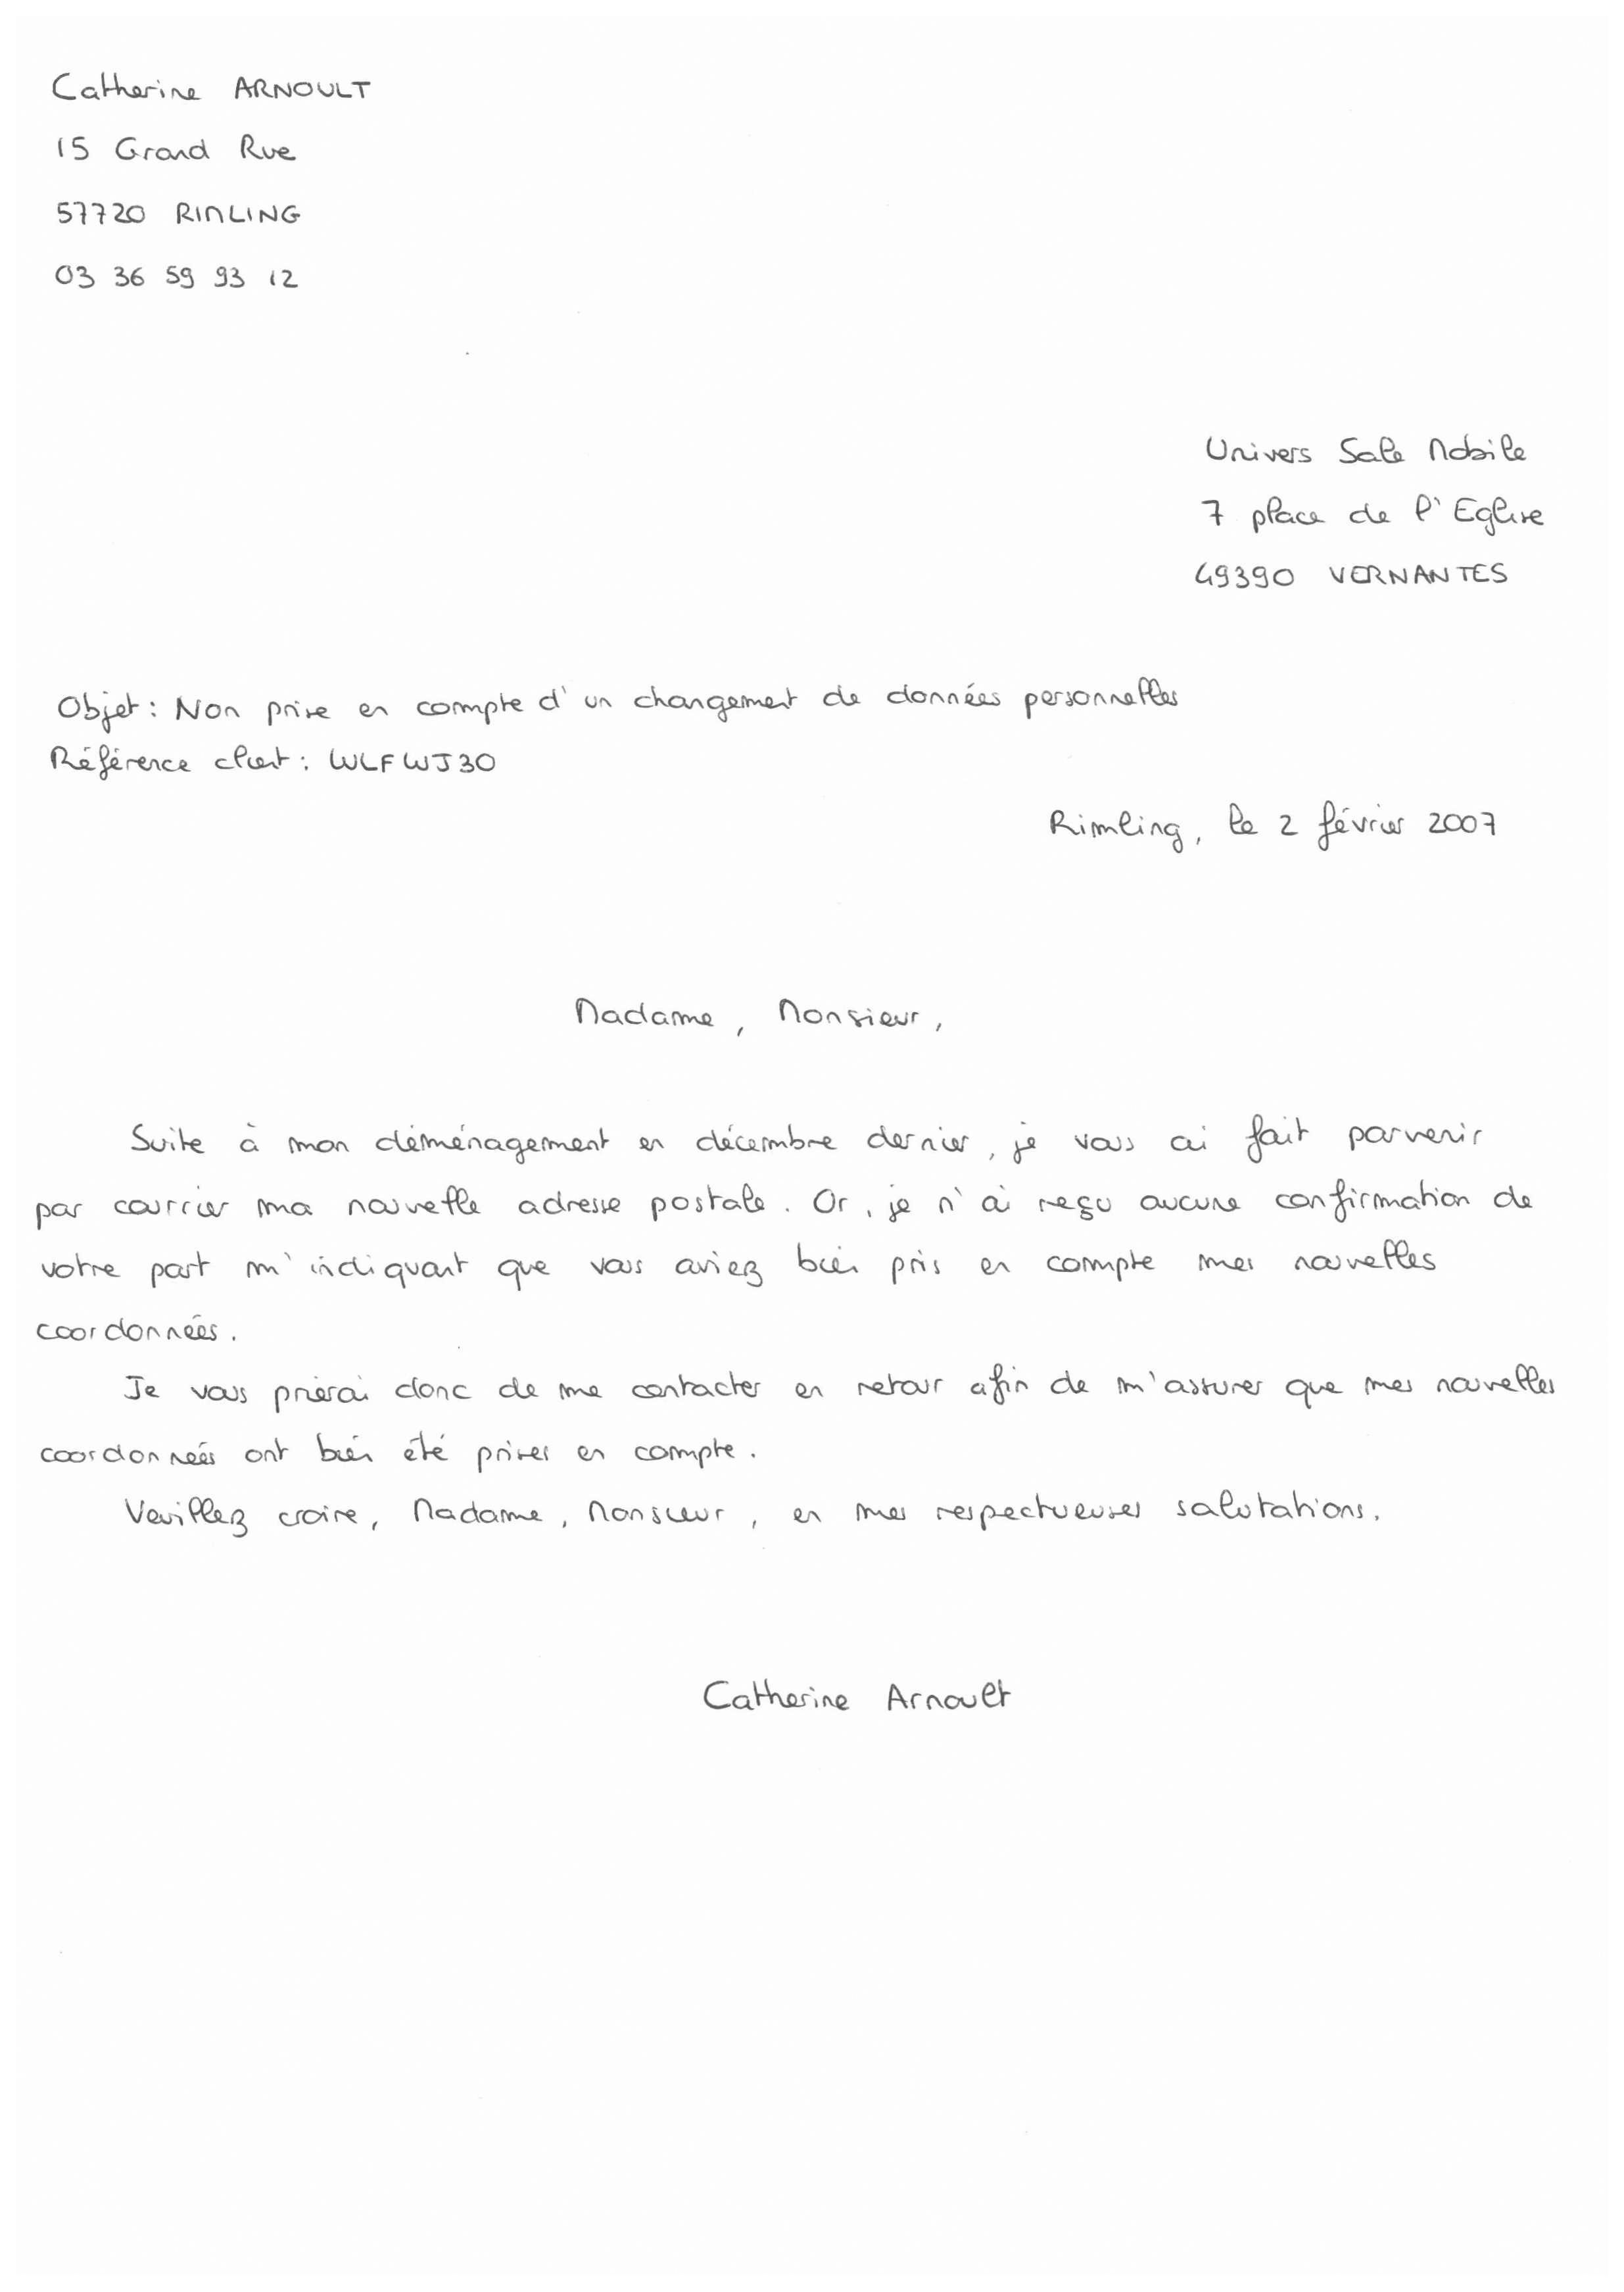 Catherine ARNOULT
15 Grand Rue
57720 RIMLING
03 36 59 93 12
Univers Sale Mobile
7 place de l'Eglise
49390 VERNANTES
Objet : Non prise en compte d'un changement de données personnelles
Référence client : WLFWJ30
Rimling, le 2 février 2007
Madame, Monsieur,
Suite à mon déménagement en décembre dernier, je vous ai fait parvenir
par courrier ma nouvelle adresse postale. Or, je n'ai reçu aucune confirmation de
votre part m'indiquant que vous aviez bien pris en compte mes nouvelles
coordonnées.
Je vous prierai donc de me contacter en retour afin de m'assurer que mes nouvelles
coordonnées ont bien été prises en compte.
Veuillez croire, Madame, Monsieur, en mes respectueuses salutations.
Catherine Arnoult